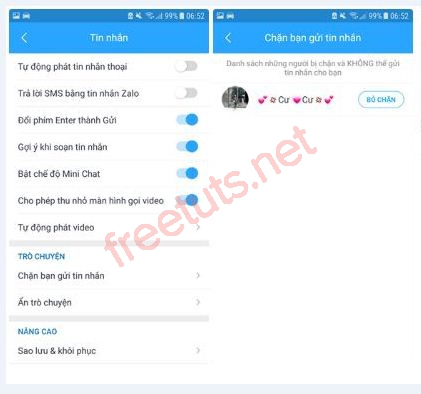 99% 06:52
Tin nhắn
Tự động phát tin nhắn thoại
Trả lời SMS bằng tin nhắn Zalo
Đổi phím Enter thành Gửi
Gợi ý khi soạn tin nhắn
Bật chế độ Mini Chat
Cho phép thu nhỏ màn hình gọi video
Tự động phát video
TRÒ CHUYỆN
Chặn bạn gửi tin nhắn
Ẩn trò chuyện
NÂNG CAO
Sao lưu & khôi phục
99% 06:52
Chặn bạn gửi tin nhắn
Danh sách những người bị chặn và KHÔNG thể gửi
tin nhắn cho bạn
💕💥Cư 💕Cư💥💕
BỎ CHẶN
freetuts.net